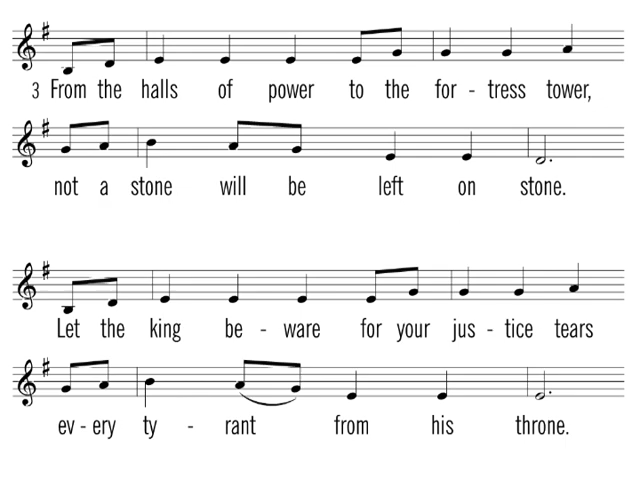 3 From the halls of power to the for - tress tower,
not a stone will be left on stone.
Let the king be - ware for your jus - tice tears
ev - ery ty - rant from his throne.